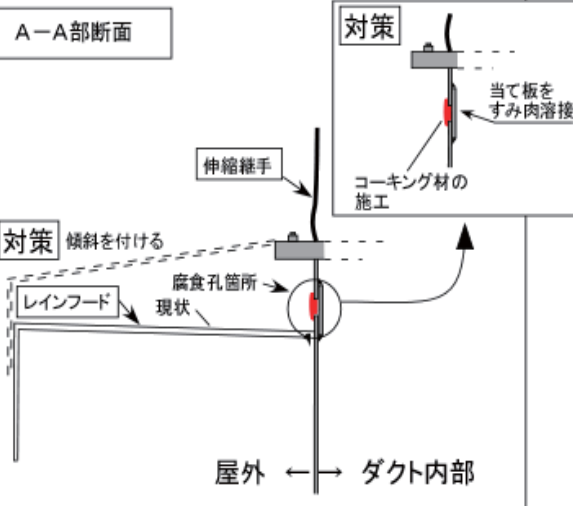 A-A部断面
対策
当て板を
すみ肉溶接
コーキング材の
施工
伸縮継手
対策 傾斜を付ける
腐食孔箇所
レインフード
現状
屋外 ←→ ダクト内部